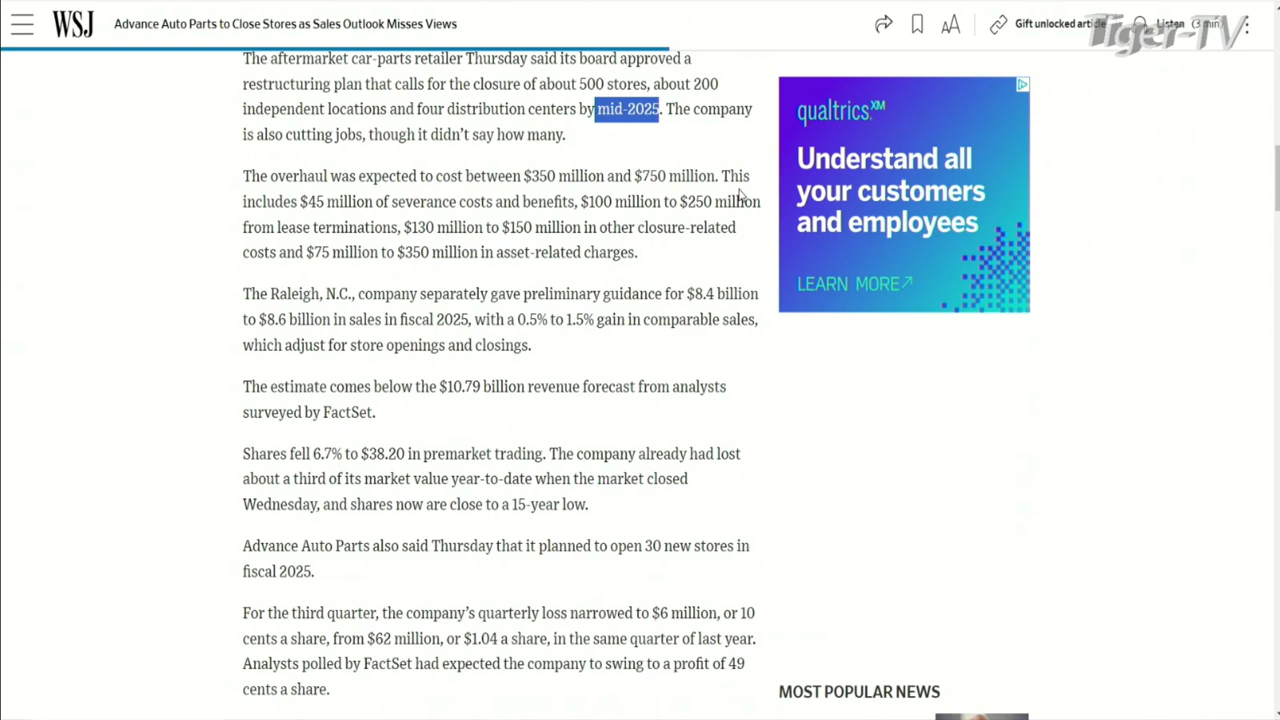 WSJ
Advance Auto Parts to Close Stores as Sales Outlook Misses Views
Gift unlocked article
Listen (3 min)
Tiger-TV
The aftermarket car-parts retailer Thursday said its board approved a
restructuring plan that calls for the closure of about 500 stores, about 200
independent locations and four distribution centers by mid-2025. The company
is also cutting jobs, though it didn't say how many.
The overhaul was expected to cost between $350 million and $750 million. This
includes $45 million of severance costs and benefits, $100 million to $250 million
from lease terminations, $130 million to $150 million in other closure-related
costs and $75 million to $350 million in asset-related charges.
The Raleigh, N.C., company separately gave preliminary guidance for $8.4 billion
to $8.6 billion in sales in fiscal 2025, with a 0.5% to 1.5% gain in comparable sales,
which adjust for store openings and closings.
The estimate comes below the $10.79 billion revenue forecast from analysts
surveyed by FactSet.
Shares fell 6.7% to $38.20 in premarket trading. The company already had lost
about a third of its market value year-to-date when the market closed
Wednesday, and shares now are close to a 15-year low.
Advance Auto Parts also said Thursday that it planned to open 30 new stores in
fiscal 2025.
For the third quarter, the company's quarterly loss narrowed to $6 million, or 10
cents a share, from $62 million, or $1.04 a share, in the same quarter of last year.
Analysts polled by FactSet had expected the company to swing to a profit of 49
cents a share.
qualtrics.XM
Understand all
your customers
and employees
LEARN MORE
MOST POPULAR NEWS